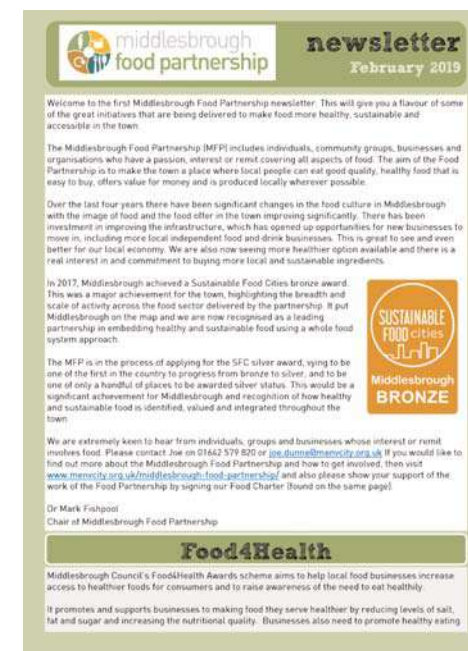 middlesbrough
food partnership
newsletter
February 2019
Welcome to the first Middlesbrough Food Partnership newsletter. This will give you a flavour of some
of the great initiatives that are being delivered to make food more healthy, sustainable and
accessible in the town.
The Middlesbrough Food Partnership (MFP) includes individuals, community groups, businesses and
organisations who have a passion, interest or remit covering all aspects of food. The aim of the Food
Partnership is to make the town a place where local people can eat good quality, healthy food that is
easy to buy, offers value for money and is produced locally wherever possible.
Over the last four years there have been significant changes in the food culture in Middlesbrough
with the image of food and the food offer in the town improving significantly. There has been
investment in improving the infrastructure, which has opened up opportunities for new businesses to
move in, including more local independent food and drink businesses. This is great to see and even
better for our local economy. We are also now seeing more healthier option available and there is a
real interest in and commitment to buying more local and sustainable ingredients.
In 2017, Middlesbrough achieved a Sustainable Food Cities bronze award.
This was a major achievement for the town, highlighting the breadth and
scale of activity across the food sector delivered by the partnership. It put
Middlesbrough on the map and we are now recognised as a leading
partnership in embedding healthy and sustainable food using a whole food
system approach.
SUSTAINABLE
FOOD cities
Middlesbrough
BRONZE
The MFP is in the process of applying for the SFC silver award, vying to be
one of the first in the country to progress from bronze to silver, and to be
one of only a handful of places to be awarded silver status. This would be a
significant achievement for Middlesbrough and recognition of how healthy
and sustainable food is identified, valued and integrated throughout the
town.
We are extremely keen to hear from individuals, groups and businesses whose interest or remit
involves food. Please contact Joe on 01642 579 820 or joe.dunne@menvcity.org.uk If you would like to
find out more about the Middlesbrough Food Partnership and how to get involved, then visit
www.menvcity.org.uk/middlesbrough-food-partnership/ and also please show your support of the
work of the Food Partnership by signing our Food Charter (found on the same page).
Dr Mark Fishpool
Chair of Middlesbrough Food Partnership
Food4Health
Middlesbrough Council's Food4Health Awards scheme aims to help local food businesses increase
access to healthier foods for consumers and to raise awareness of the need to eat healthily.
It promotes and supports businesses to making food they serve healthier by reducing levels of salt,
fat and sugar and increasing the nutritional quality. Businesses also need to promote healthy eating